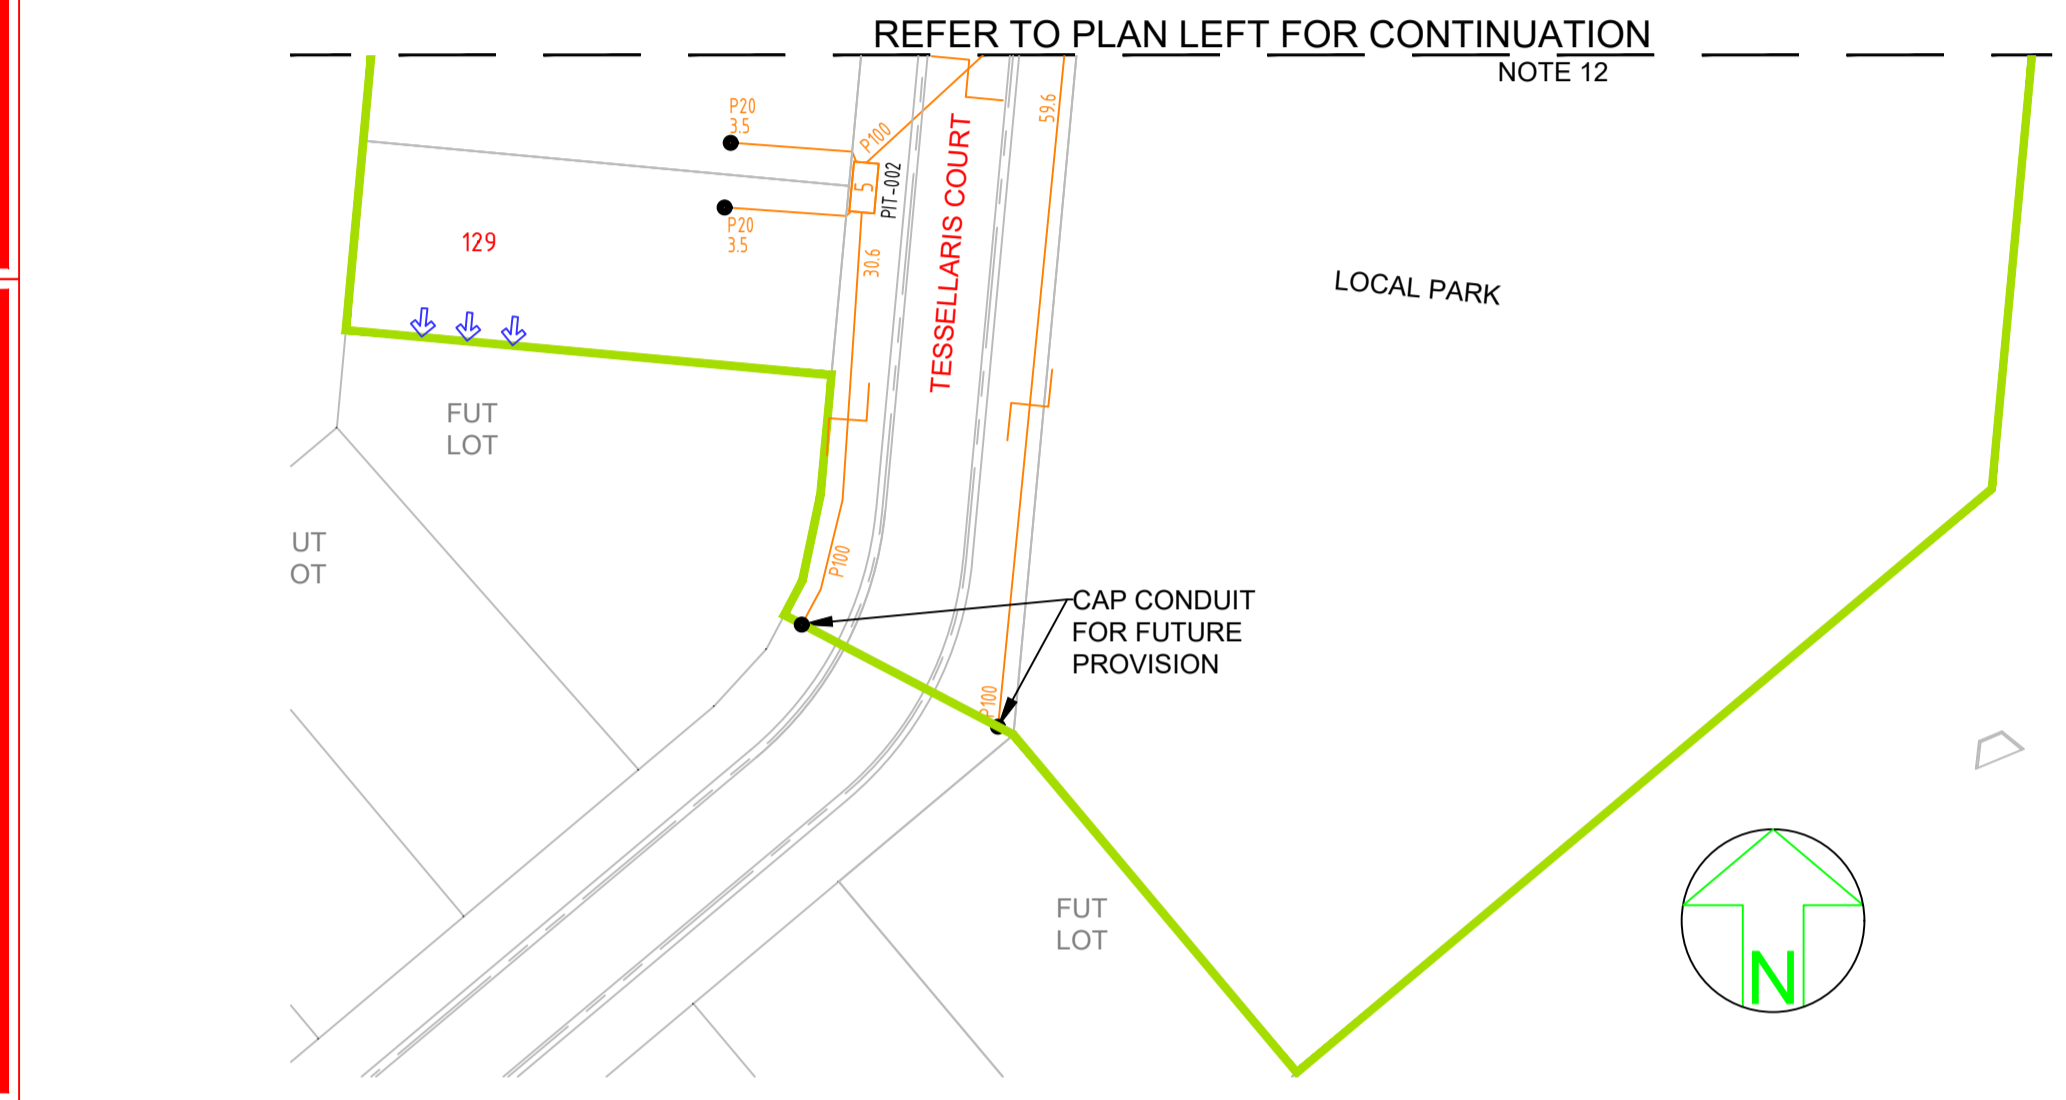 REFER TO PLAN LEFT FOR CONTINUATION
NOTE 12
P20
3.5
P100
59.6
5
PIT-002
TESSELLARIS COURT
P20
3.5
129
30.6
LOCAL PARK
FUT
LOT
UT
OT
P100
CAP CONDUIT
FOR FUTURE
PROVISION
P100
FUT
LOT
N